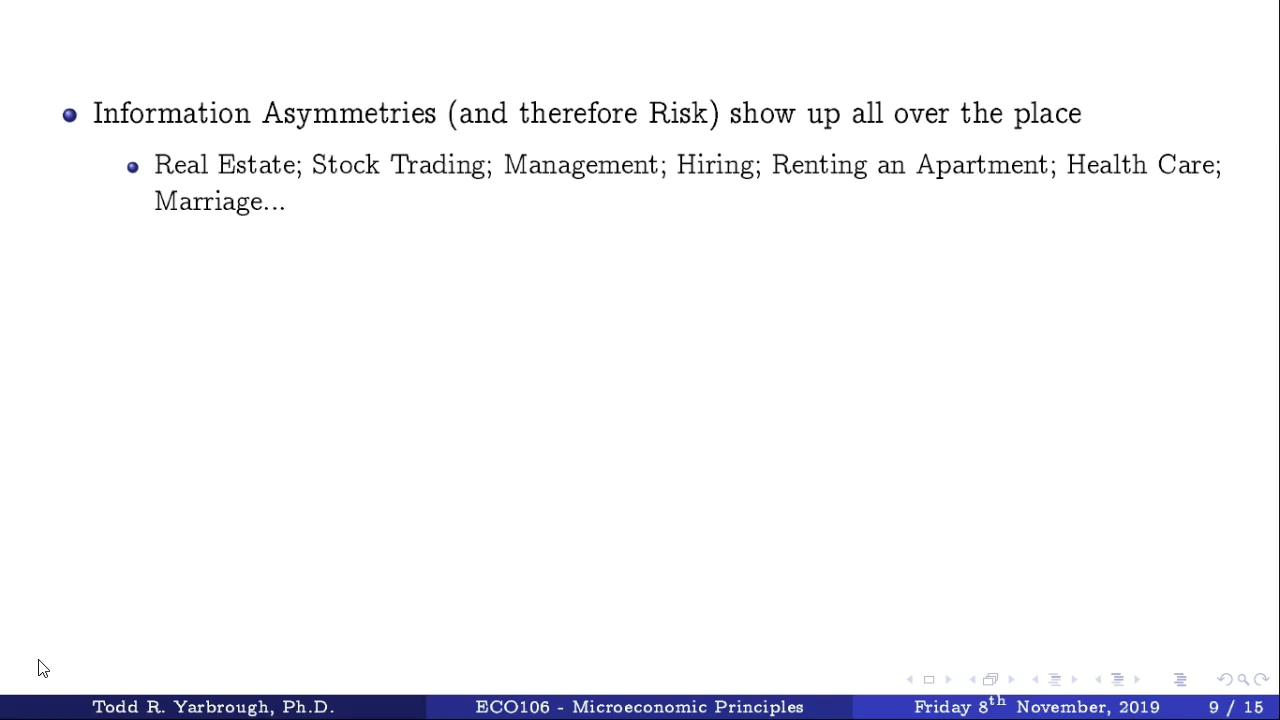 Information Asymmetries (and therefore Risk) show up all over the place
Real Estate; Stock Trading; Management; Hiring; Renting an Apartment; Health Care;
Marriage...
Todd R. Yarbrough, Ph.D. ECO106 - Microeconomic Principles Friday 8th November, 2019 9 / 15